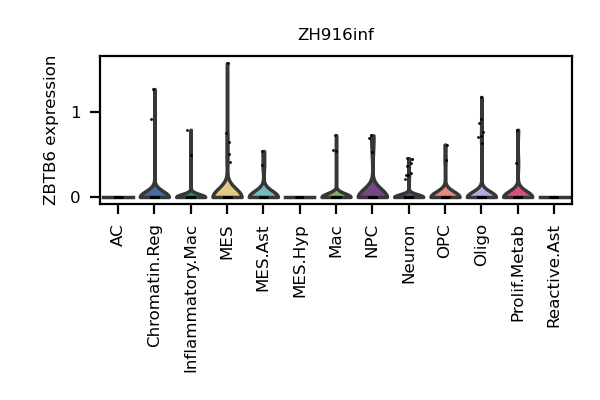 ZH916inf
ZBTB6 expression
1
0
AC
Chromatin.Reg
Inflammatory.Mac
MES
MES.Ast
MES.Hyp
Mac
NPC
Neuron
OPC
Oligo
Prolif.Metab
Reactive.Ast